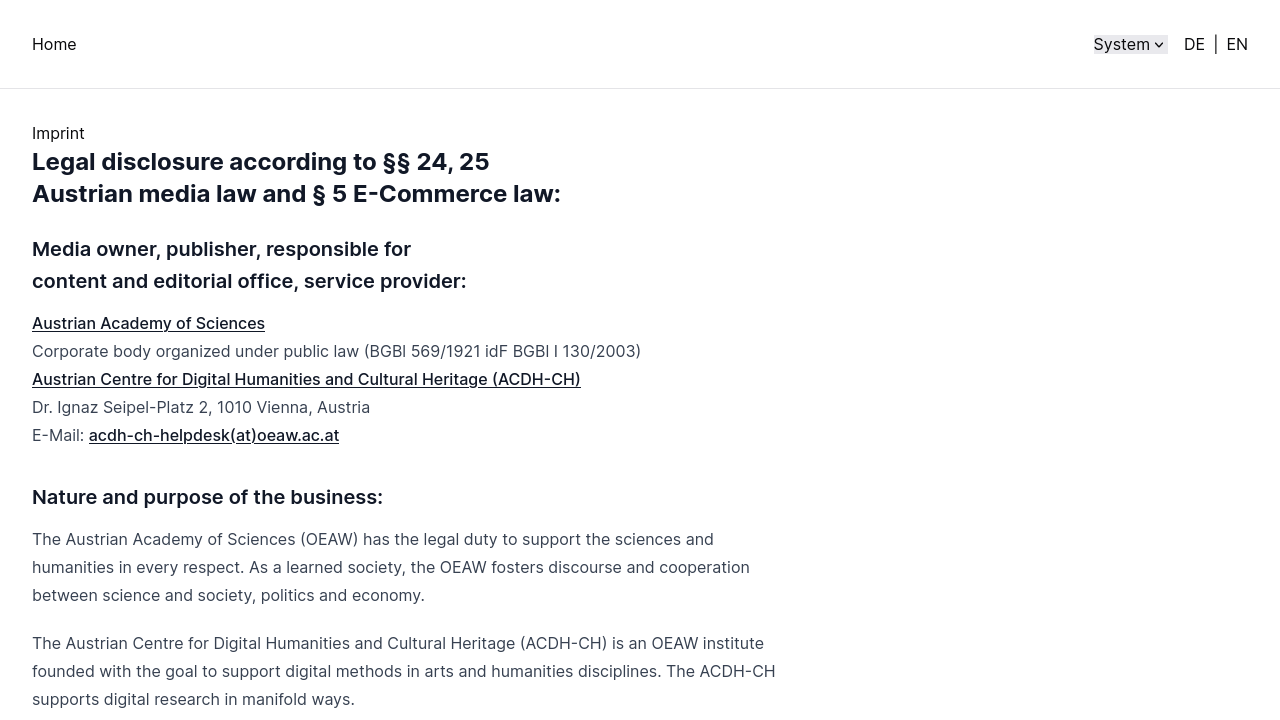 Home
System
DE | EN
Imprint
Legal disclosure according to §§ 24, 25
Austrian media law and § 5 E-Commerce law:
Media owner, publisher, responsible for
content and editorial office, service provider:
Austrian Academy of Sciences
Corporate body organized under public law (BGBl 569/1921 idF BGBl I 130/2003)
Austrian Centre for Digital Humanities and Cultural Heritage (ACDH-CH)
Dr. Ignaz Seipel-Platz 2, 1010 Vienna, Austria
E-Mail: acdh-ch-helpdesk(at)oeaw.ac.at
Nature and purpose of the business:
The Austrian Academy of Sciences (OEAW) has the legal duty to support the sciences and
humanities in every respect. As a learned society, the OEAW fosters discourse and cooperation
between science and society, politics and economy.
The Austrian Centre for Digital Humanities and Cultural Heritage (ACDH-CH) is an OEAW institute
founded with the goal to support digital methods in arts and humanities disciplines. The ACDH-CH
supports digital research in manifold ways.